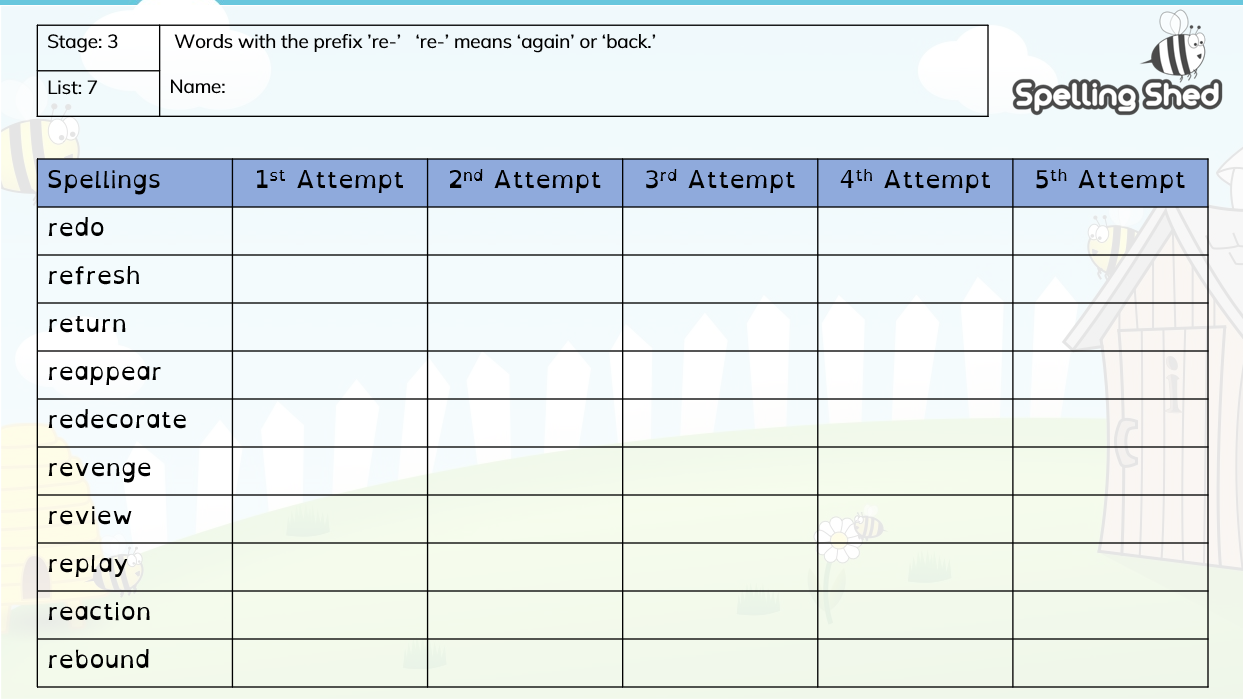 Stage: 3
Words with the prefix ’re-’ ‘re-’ means ‘again’ or ‘back.’
List: 7
Name:
Spelling Shed
Spellings 1st Attempt 2nd Attempt 3rd Attempt 4th Attempt 5th Attempt
redo
refresh
return
reappear
redecorate
revenge
review
replay
reaction
rebound
i